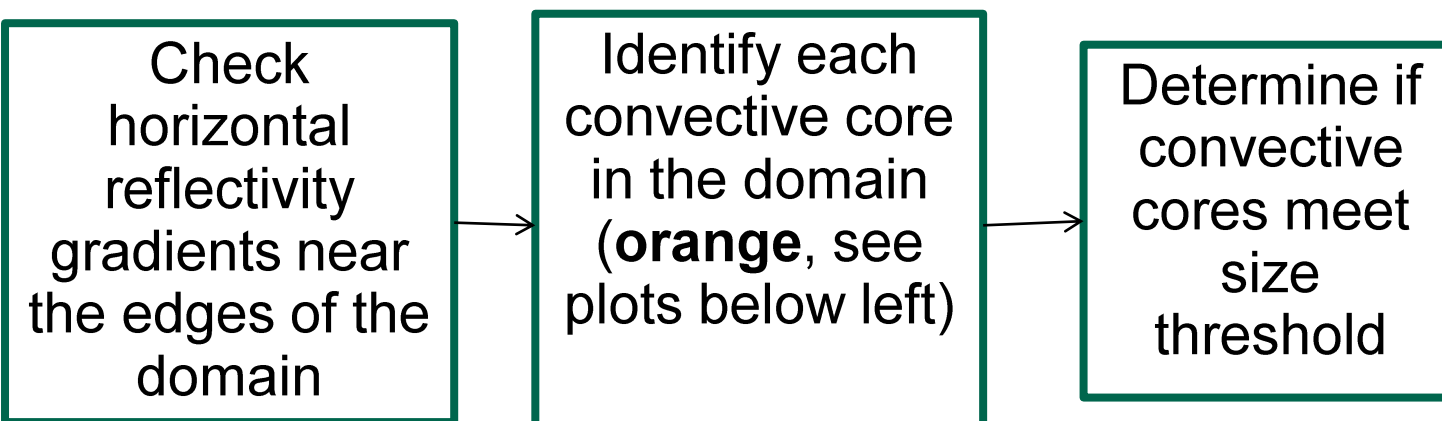 Check
horizontal
reflectivity
gradients near
the edges of the
domain
Identify each
convective core
in the domain
(orange, see
plots below left)
Determine if
convective
cores meet
size
threshold